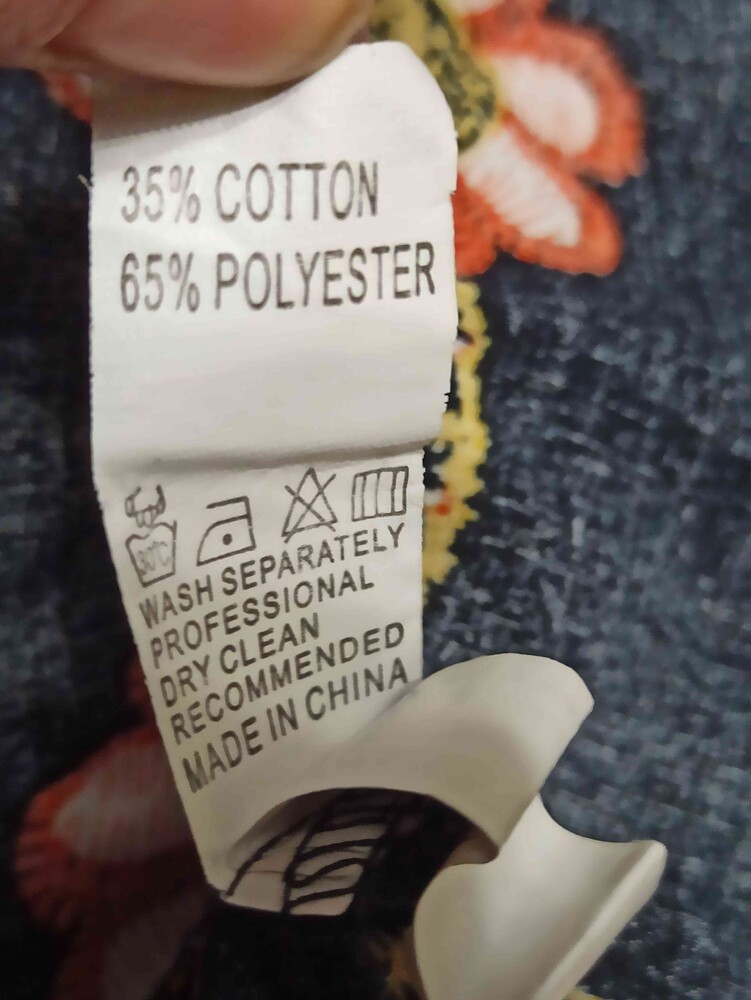 35% COTTON
65% POLYESTER
30°C
WASH SEPARATELY
PROFESSIONAL
DRY CLEAN
RECOMMENDED
MADE IN CHINA